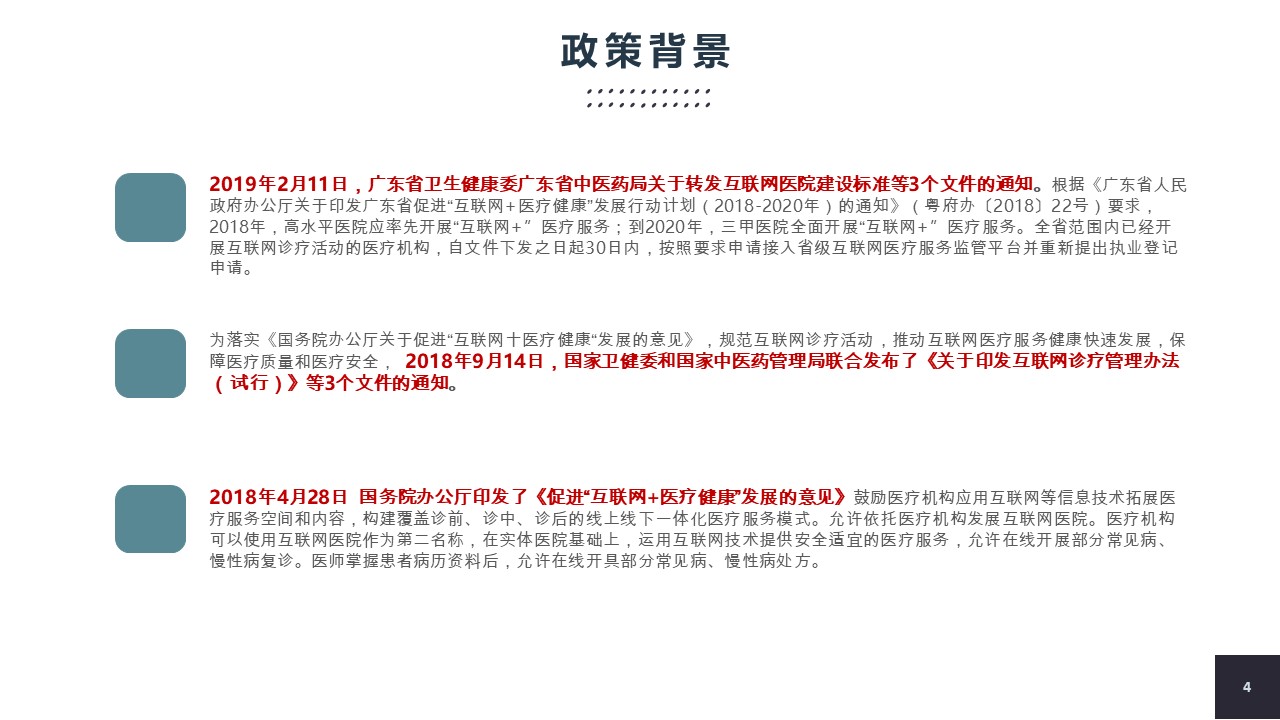 政策背景
2019年2月11日，广东省卫生健康委广东省中医药局关于转发互联网医院建设标准等3个文件的通知。根据《广东省人民
政府办公厅关于印发广东省促进“互联网+医疗健康”发展行动计划（2018-2020年）的通知》（粤府办〔2018〕22号）要求，
2018年，高水平医院应率先开展“互联网+”医疗服务；到2020年，三甲医院全面开展“互联网+”医疗服务。全省范围内已经开
展互联网诊疗活动的医疗机构，自文件下发之日起30日内，按照要求申请接入省级互联网医疗服务监管平台并重新提出执业登记
申请。
为落实《国务院办公厅关于促进“互联网十医疗健康“发展的意见》，规范互联网诊疗活动，推动互联网医疗服务健康快速发展，保
障医疗质量和医疗安全， 2018年9月14日，国家卫健委和国家中医药管理局联合发布了《关于印发互联网诊疗管理办法
（试行）》等3个文件的通知。
2018年4月28日 国务院办公厅印发了《促进“互联网+医疗健康”发展的意见》鼓励医疗机构应用互联网等信息技术拓展医
疗服务空间和内容，构建覆盖诊前、诊中、诊后的线上线下一体化医疗服务模式。允许依托医疗机构发展互联网医院。医疗机构
可以使用互联网医院作为第二名称，在实体医院基础上，运用互联网技术提供安全适宜的医疗服务，允许在线开展部分常见病、
慢性病复诊。医师掌握患者病历资料后，允许在线开具部分常见病、慢性病处方。
4